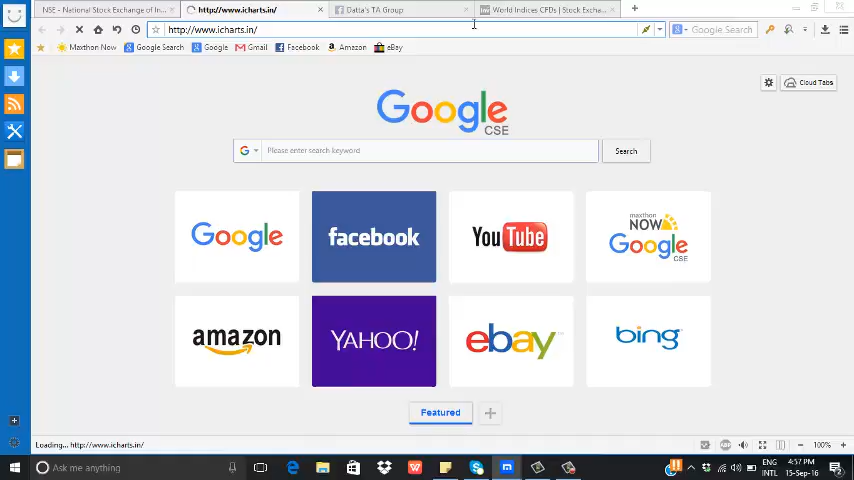 NSE - National Stock Exchange of In...
http://www.icharts.in/
Datta's TA Group
World Indices CFDs | Stock Excha...
http://www.icharts.in/
Google Search
Maxthon Now
Google Search
Google
Gmail
Facebook
Amazon
eBay
Cloud Tabs
Google
CSE
G
Please enter search keyword
Search
Google
facebook
YouTube
maxthon
NOW
Google
CSE
amazon
YAHOO!
ebay
bing
Featured
Loading... http://www.icharts.in/
100%
Ask me anything
ENG
INTL
4:57 PM
15-Sep-16